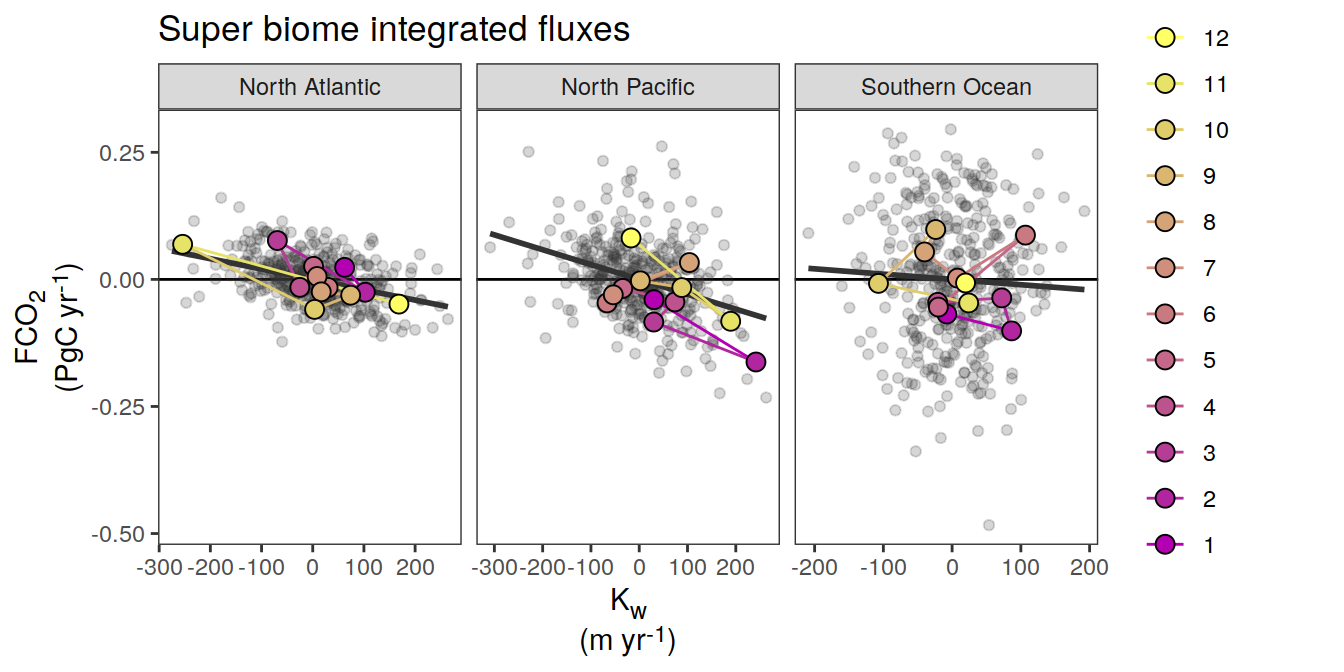 Super biome integrated fluxes
North Atlantic
North Pacific
Southern Ocean
FCO₂
(PgC yr⁻¹)
0.25
0.00
-0.25
-0.50
-300 -200 -100 0 100 200
-300 -200 -100 0 100 200
-200 -100 0 100 200
K_w
(m yr⁻¹)
12
11
10
9
8
7
6
5
4
3
2
1